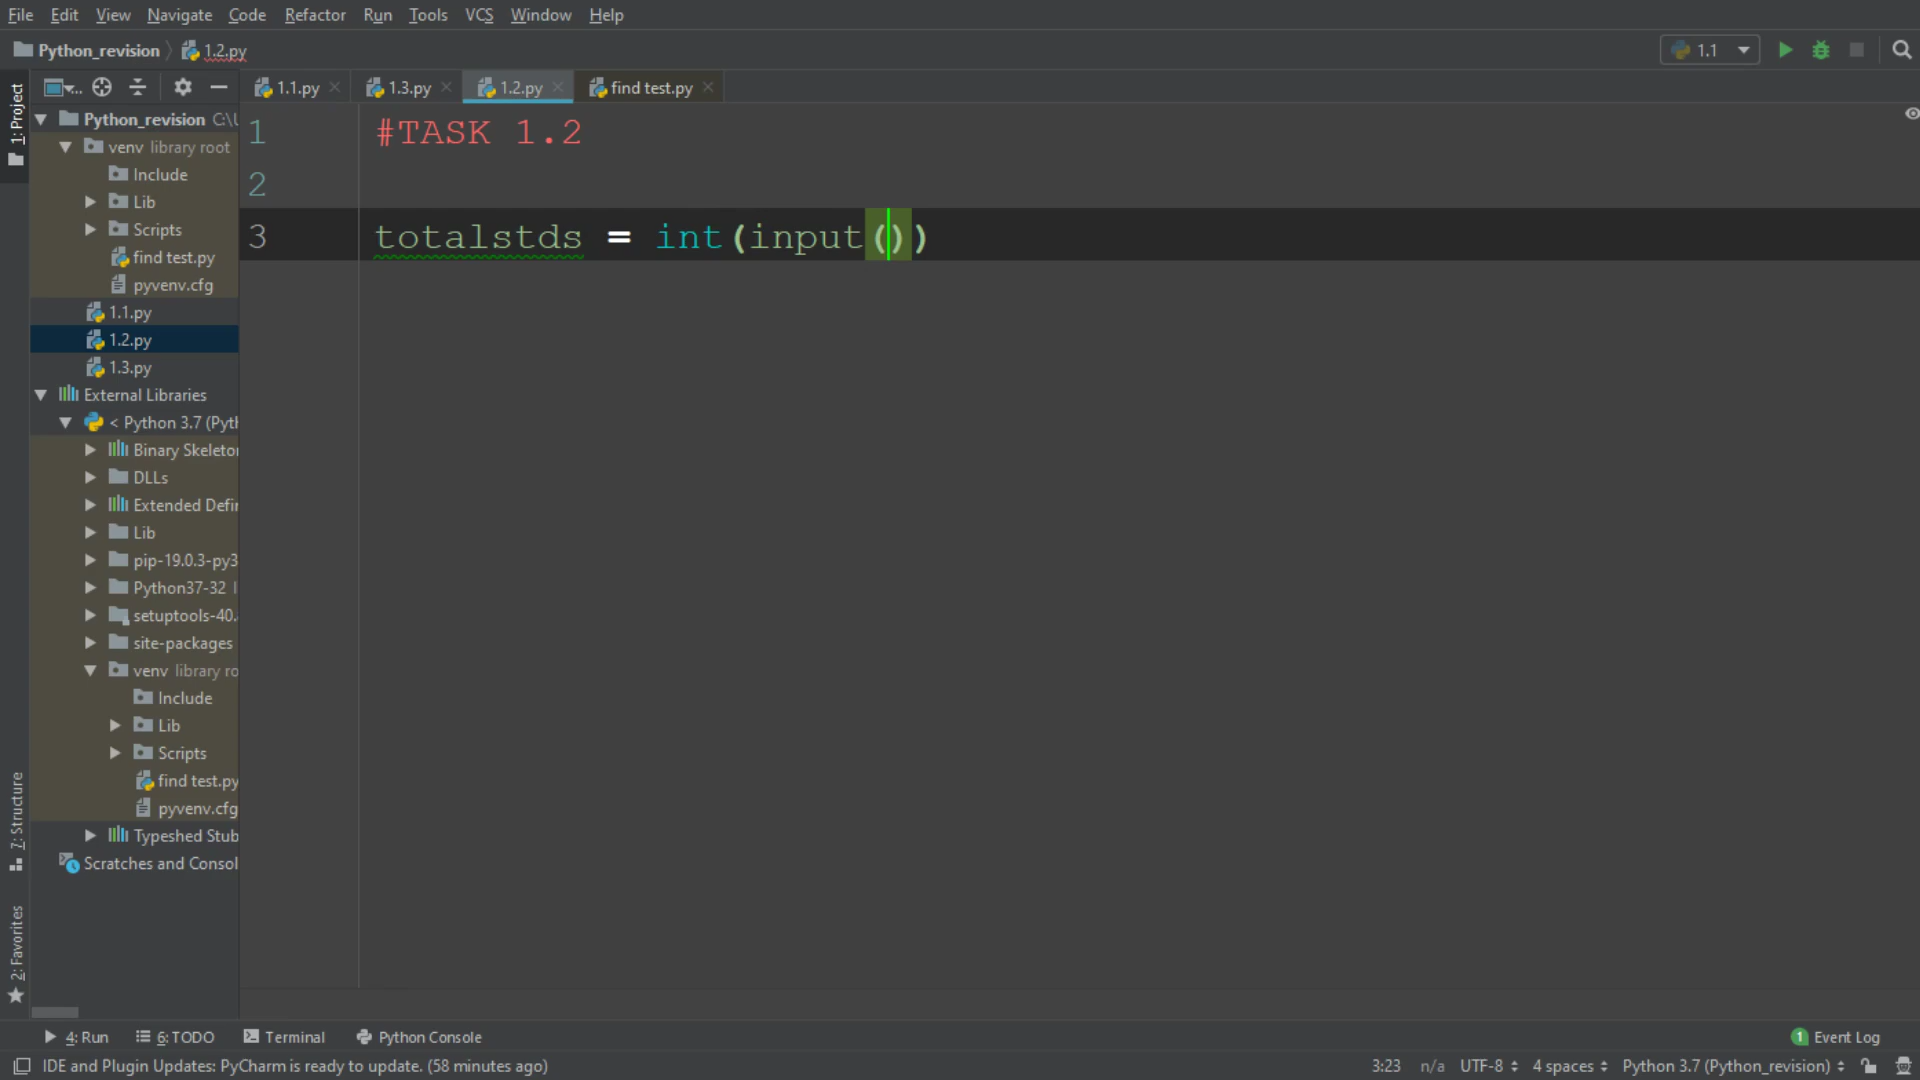 File Edit View Navigate Code Refactor Run Tools VCS Window Help
Python_revision 1.2.py 1.1
1.1.py 1.3.py 1.2.py find test.py
1: Project
Python_revision C:\U
venv library root
Include
Lib
Scripts
find test.py
pyvenv.cfg
1.1.py
1.2.py
1.3.py
External Libraries
< Python 3.7 (Pyth
Binary Skeleton
DLLs
Extended Defin
Lib
pip-19.0.3-py3
Python37-32
setuptools-40.
site-packages
venv library ro
Include
Lib
Scripts
find test.py
pyvenv.cfg
Typeshed Stub
Scratches and Consol
1 #TASK 1.2
2
3 totalstds = int(input())
7: Structure
2: Favorites
4: Run 6: TODO Terminal Python Console 1 Event Log
IDE and Plugin Updates: PyCharm is ready to update. (58 minutes ago) 3:23 n/a UTF-8 4 spaces Python 3.7 (Python_revision)